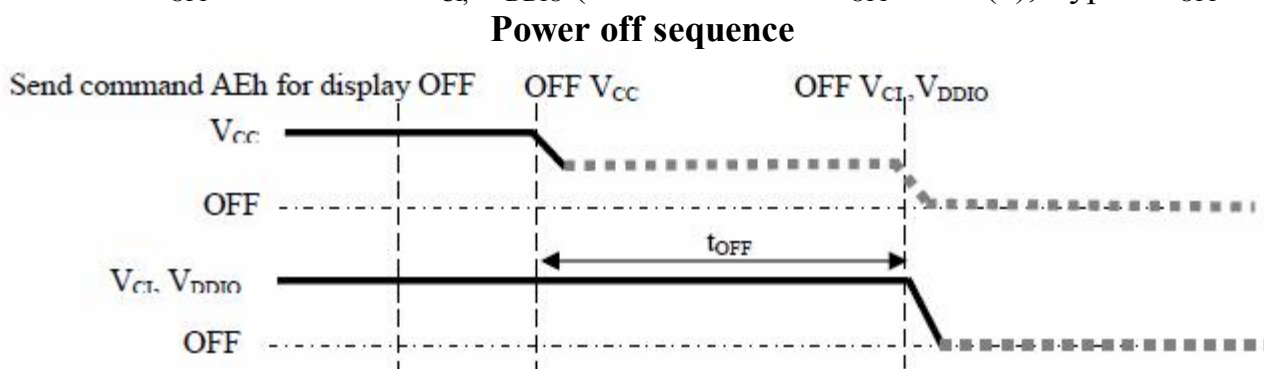 Power off sequence
Send command AEh for display OFF OFF VCC OFF VCI, VDDIO
VCC
OFF
tOFF
VCI, VDDIO
OFF